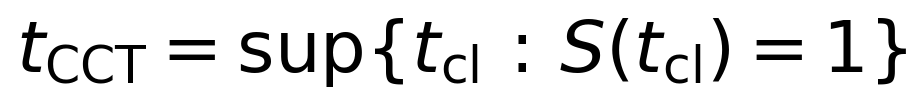 t_CCT = sup{t_cl : S(t_cl) = 1}